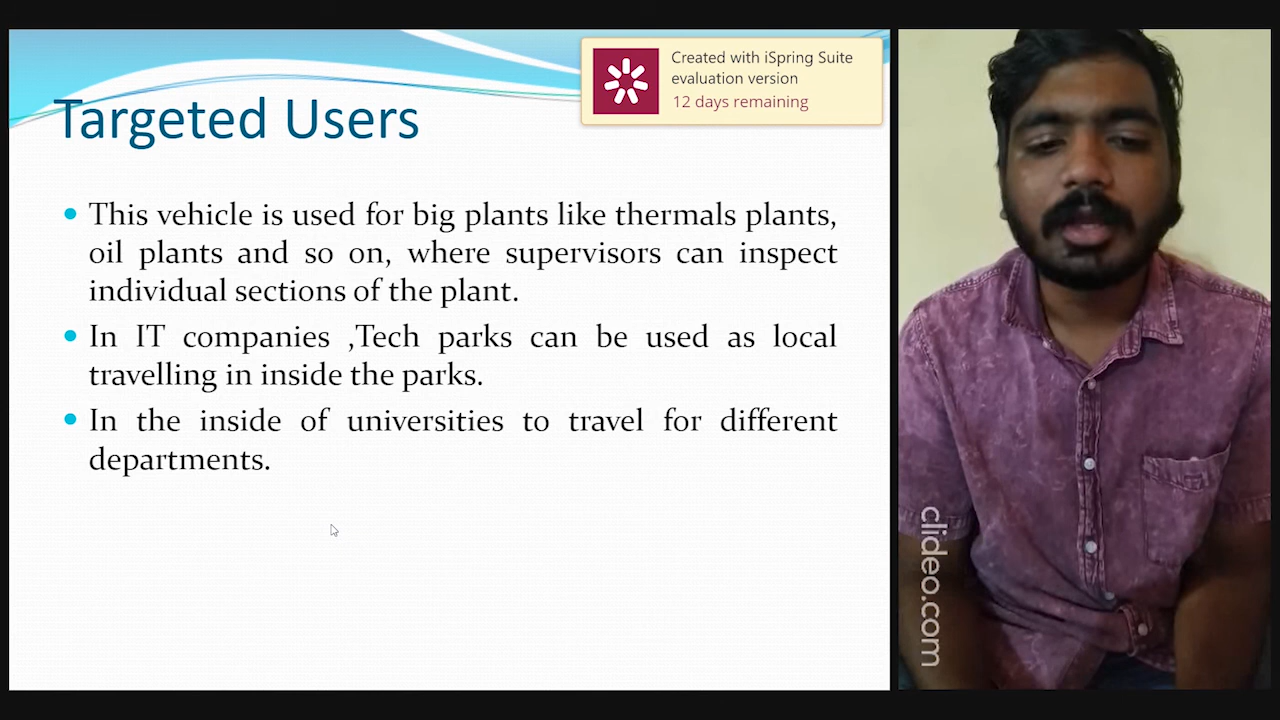 Created with iSpring Suite
evaluation version
12 days remaining
Targeted Users
This vehicle is used for big plants like thermals plants,
oil plants and so on, where supervisors can inspect
individual sections of the plant.
In IT companies ,Tech parks can be used as local
travelling in inside the parks.
In the inside of universities to travel for different
departments.
clideo.com